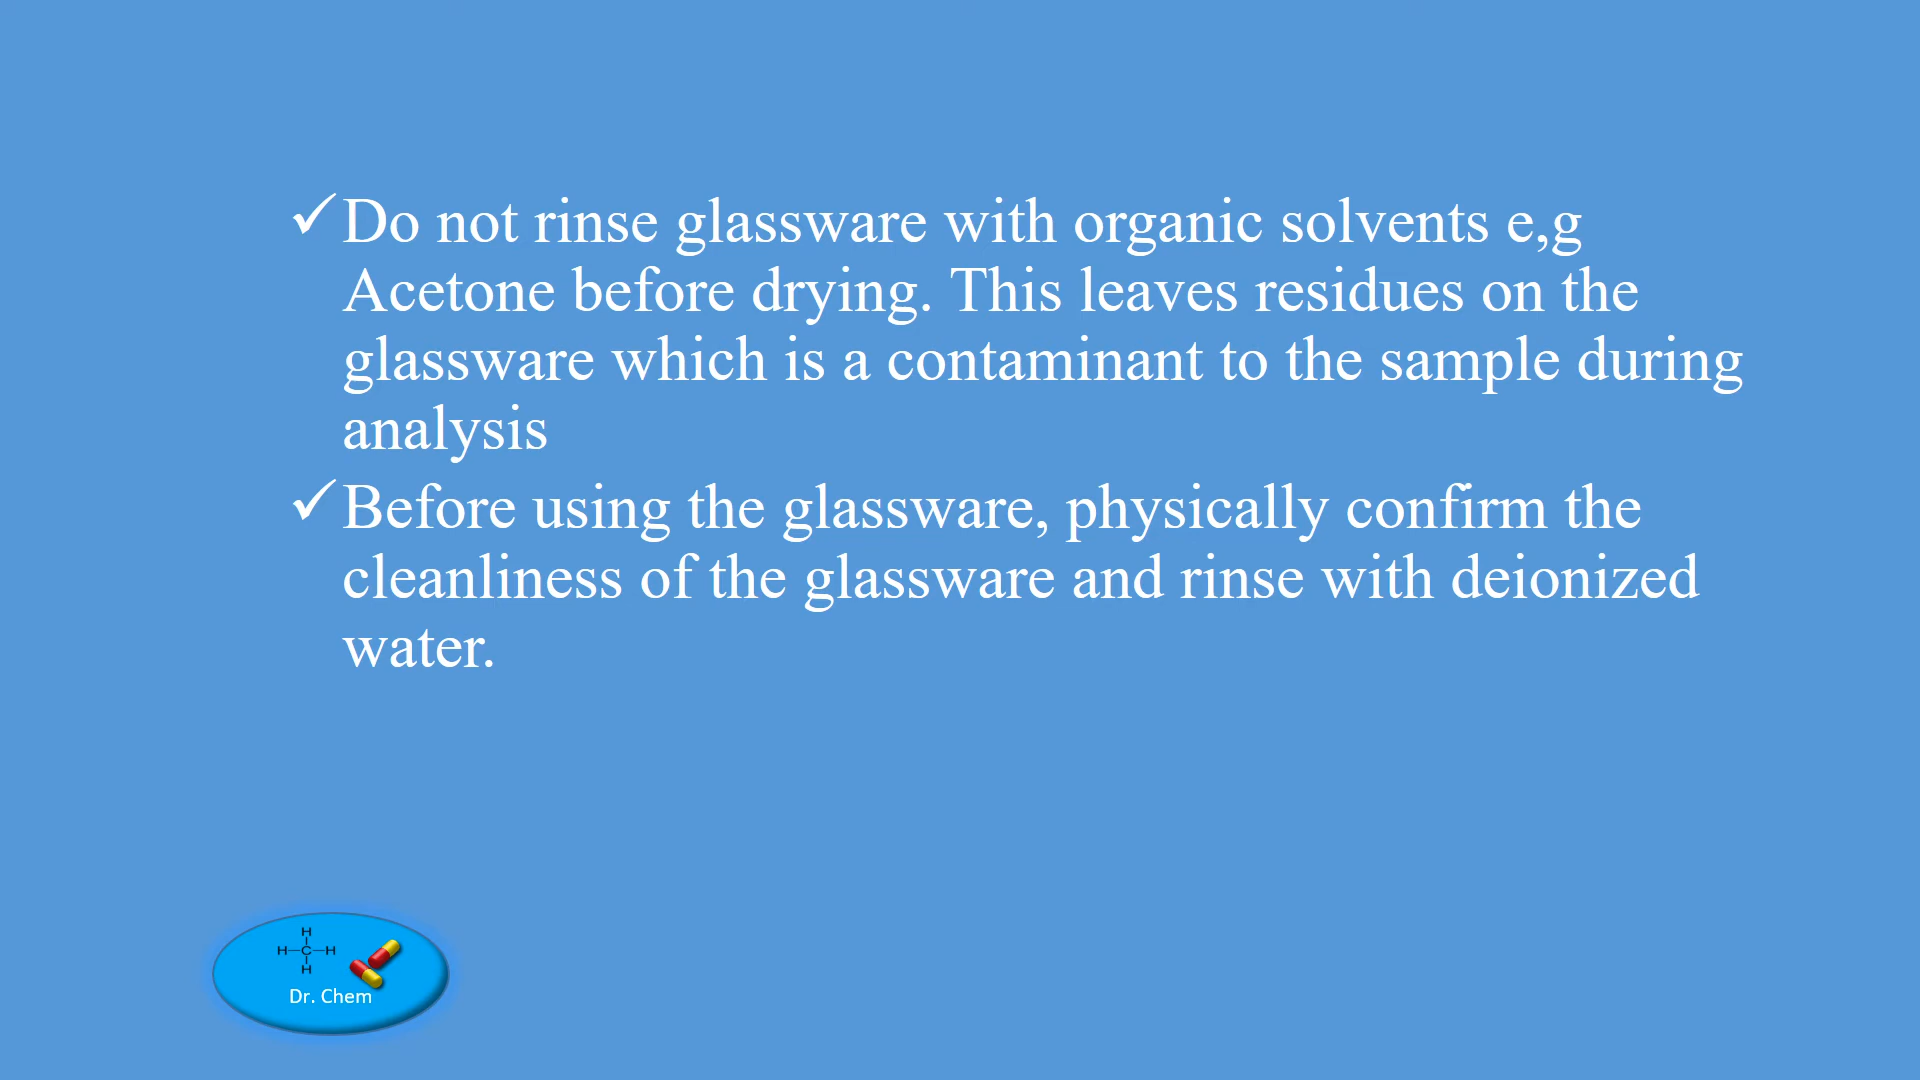 ✓Do not rinse glassware with organic solvents e,g
Acetone before drying. This leaves residues on the
glassware which is a contaminant to the sample during
analysis
✓Before using the glassware, physically confirm the
cleanliness of the glassware and rinse with deionized
water.
H
H-C-H
H
Dr. Chem